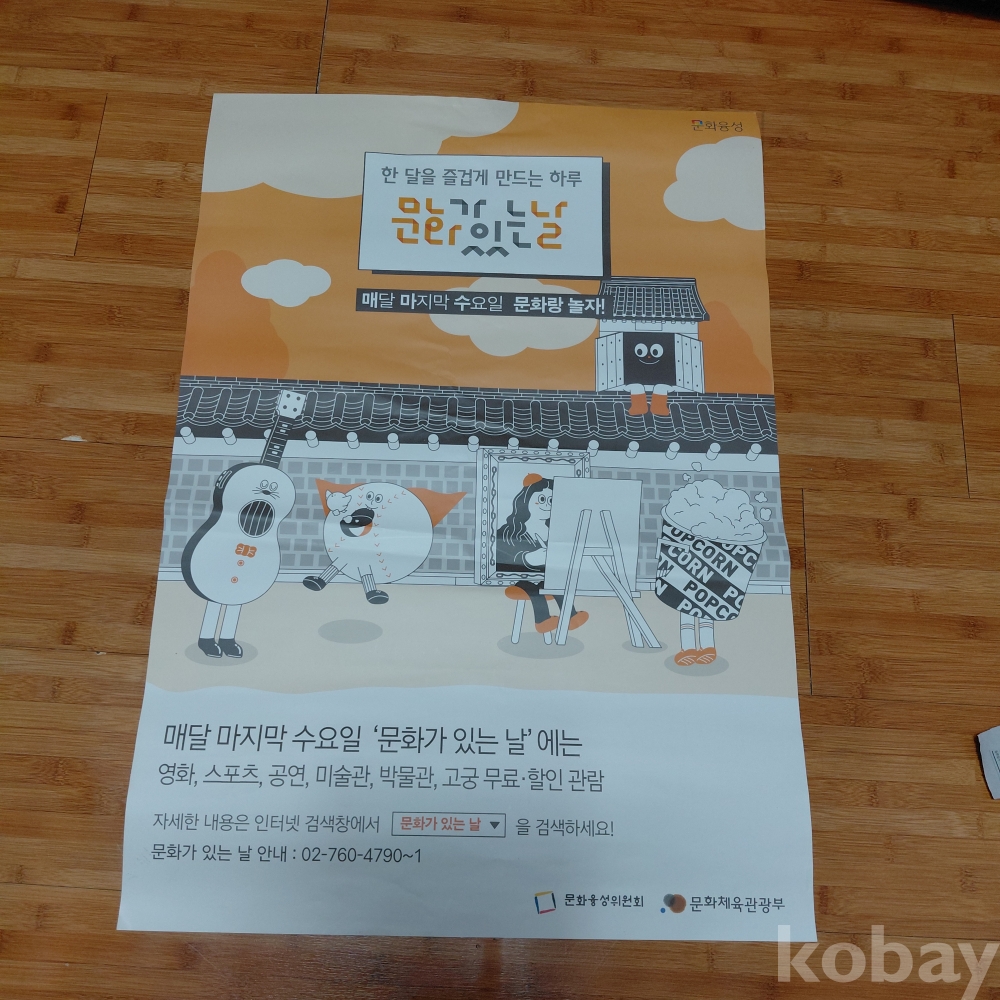 문화융성
한 달을 즐겁게 만드는 하루
문화가 있는 날
매달 마지막 수요일 문화랑 놀자!
POPCORN
CORN
POPC
매달 마지막 수요일 '문화가 있는 날'에는
영화, 스포츠, 공연, 미술관, 박물관, 고궁 무료·할인 관람
자세한 내용은 인터넷 검색창에서 문화가 있는 날 ▼ 을 검색하세요!
문화가 있는 날 안내 : 02-760-4790~1
문화융성위원회 문화체육관광부
kobay